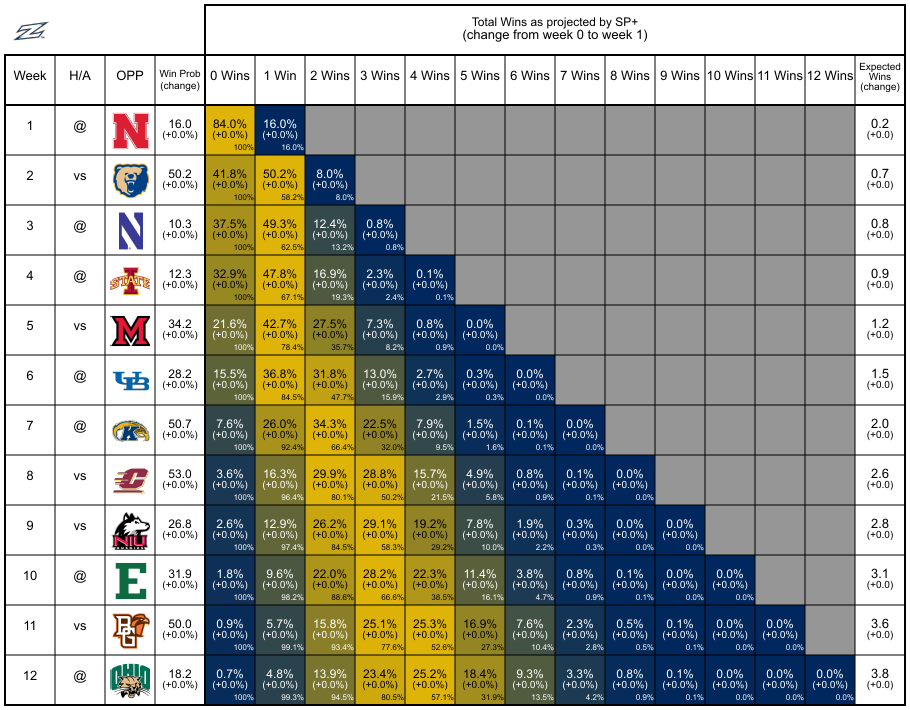 Total Wins as projected by SP+
(change from week 0 to week 1)
Week H/A OPP Win Prob (change) 0 Wins 1 Win 2 Wins 3 Wins 4 Wins 5 Wins 6 Wins 7 Wins 8 Wins 9 Wins 10 Wins 11 Wins 12 Wins Expected Wins (change)
1 @ N 16.0 84.0% 16.0% 0.2
(+0.0%) (+0.0%) (+0.0%) (+0.0)
100% 16.0%
2 vs 50.2 41.8% 50.2% 8.0% 0.7
(+0.0%) (+0.0%) (+0.0%) (+0.0%) (+0.0)
100% 58.2% 8.0%
3 @ N 10.3 37.5% 49.3% 12.4% 0.8% 0.8
(+0.0%) (+0.0%) (+0.0%) (+0.0%) (+0.0%) (+0.0)
100% 62.5% 13.2% 0.8%
4 @ I STATE 12.3 32.9% 47.8% 16.9% 2.3% 0.1% 0.9
(+0.0%) (+0.0%) (+0.0%) (+0.0%) (+0.0%) (+0.0%) (+0.0)
100% 67.1% 19.3% 2.4% 0.1%
5 vs M 34.2 21.6% 42.7% 27.5% 7.3% 0.8% 0.0% 1.2
(+0.0%) (+0.0%) (+0.0%) (+0.0%) (+0.0%) (+0.0%) (+0.0%) (+0.0)
100% 78.4% 35.7% 8.2% 0.9% 0.0%
6 @ UB 28.2 15.5% 36.8% 31.8% 13.0% 2.7% 0.3% 0.0% 1.5
(+0.0%) (+0.0%) (+0.0%) (+0.0%) (+0.0%) (+0.0%) (+0.0%) (+0.0%) (+0.0)
100% 84.5% 47.7% 15.9% 2.9% 0.3% 0.0%
7 @ K 50.7 7.6% 26.0% 34.3% 22.5% 7.9% 1.5% 0.1% 0.0% 2.0
(+0.0%) (+0.0%) (+0.0%) (+0.0%) (+0.0%) (+0.0%) (+0.0%) (+0.0%) (+0.0%) (+0.0)
100% 92.4% 66.4% 32.0% 9.5% 1.6% 0.1% 0.0%
8 vs C 53.0 3.6% 16.3% 29.9% 28.8% 15.7% 4.9% 0.8% 0.1% 0.0% 2.6
(+0.0%) (+0.0%) (+0.0%) (+0.0%) (+0.0%) (+0.0%) (+0.0%) (+0.0%) (+0.0%) (+0.0%) (+0.0)
100% 96.4% 80.1% 50.2% 21.5% 5.8% 0.9% 0.1% 0.0%
9 vs NIU 26.8 2.6% 12.9% 26.2% 29.1% 19.2% 7.8% 1.9% 0.3% 0.0% 0.0% 2.8
(+0.0%) (+0.0%) (+0.0%) (+0.0%) (+0.0%) (+0.0%) (+0.0%) (+0.0%) (+0.0%) (+0.0%) (+0.0%) (+0.0)
100% 97.4% 84.5% 58.3% 29.2% 10.0% 2.2% 0.3% 0.0% 0.0%
10 @ E 31.9 1.8% 9.6% 22.0% 28.2% 22.3% 11.4% 3.8% 0.8% 0.1% 0.0% 0.0% 3.1
(+0.0%) (+0.0%) (+0.0%) (+0.0%) (+0.0%) (+0.0%) (+0.0%) (+0.0%) (+0.0%) (+0.0%) (+0.0%) (+0.0%) (+0.0)
100% 98.2% 88.6% 66.6% 38.5% 16.1% 4.7% 0.9% 0.1% 0.0% 0.0%
11 vs BG 50.0 0.9% 5.7% 15.8% 25.1% 25.3% 16.9% 7.6% 2.3% 0.5% 0.1% 0.0% 0.0% 3.6
(+0.0%) (+0.0%) (+0.0%) (+0.0%) (+0.0%) (+0.0%) (+0.0%) (+0.0%) (+0.0%) (+0.0%) (+0.0%) (+0.0%) (+0.0%) (+0.0)
100% 99.1% 93.4% 77.6% 52.6% 27.3% 10.4% 2.8% 0.5% 0.1% 0.0% 0.0%
12 @ OHIO 18.2 0.7% 4.8% 13.9% 23.4% 25.2% 18.4% 9.3% 3.3% 0.8% 0.1% 0.0% 0.0% 0.0% 3.8
(+0.0%) (+0.0%) (+0.0%) (+0.0%) (+0.0%) (+0.0%) (+0.0%) (+0.0%) (+0.0%) (+0.0%) (+0.0%) (+0.0%) (+0.0%) (+0.0%) (+0.0)
100% 99.3% 94.5% 80.5% 57.1% 31.9% 13.5% 4.2% 0.9% 0.1% 0.0% 0.0% 0.0%